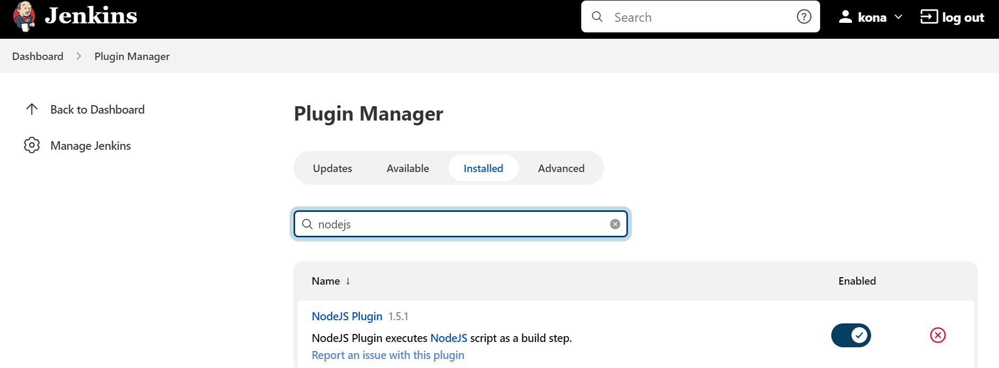 Jenkins
Search
kona
log out
Dashboard
Plugin Manager
Back to Dashboard
Manage Jenkins
Plugin Manager
Updates
Available
Installed
Advanced
nodejs
Name ↓
Enabled
NodeJS Plugin 1.5.1
NodeJS Plugin executes NodeJS script as a build step.
Report an issue with this plugin